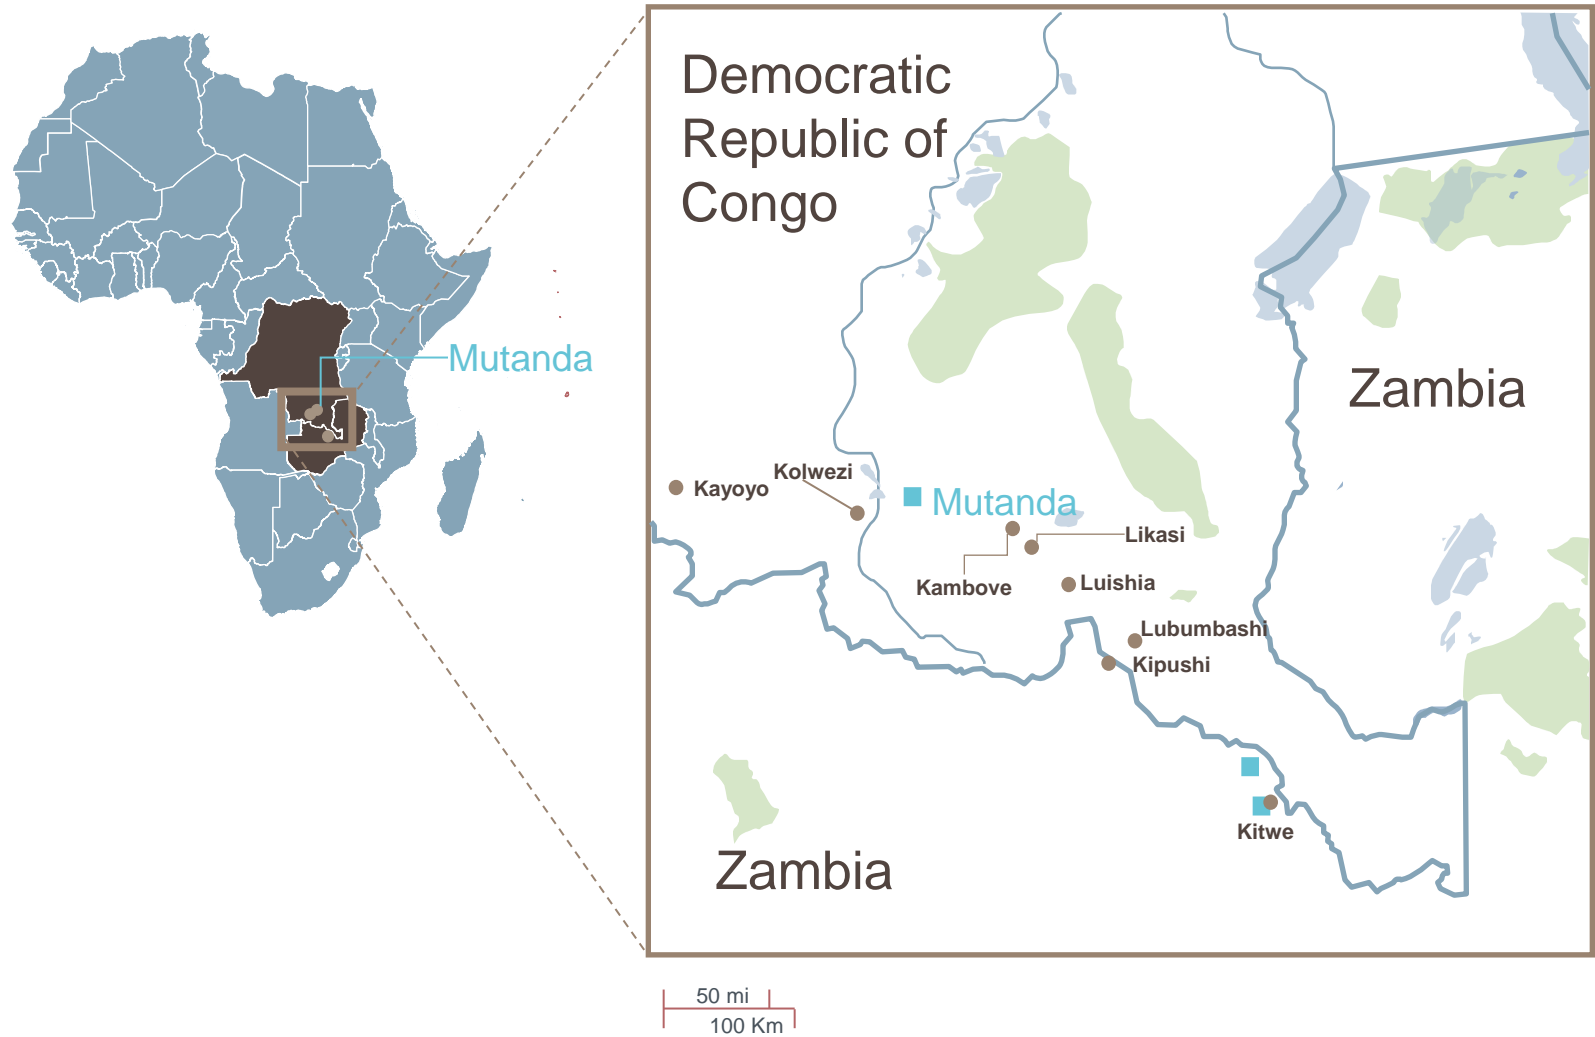 Democratic
Republic of
Congo
Mutanda
Zambia
Kolwezi
Kayoyo
Mutanda
Likasi
Kambove
Luishia
Lubumbashi
Kipushi
Kitwe
Zambia
50 mi
100 Km